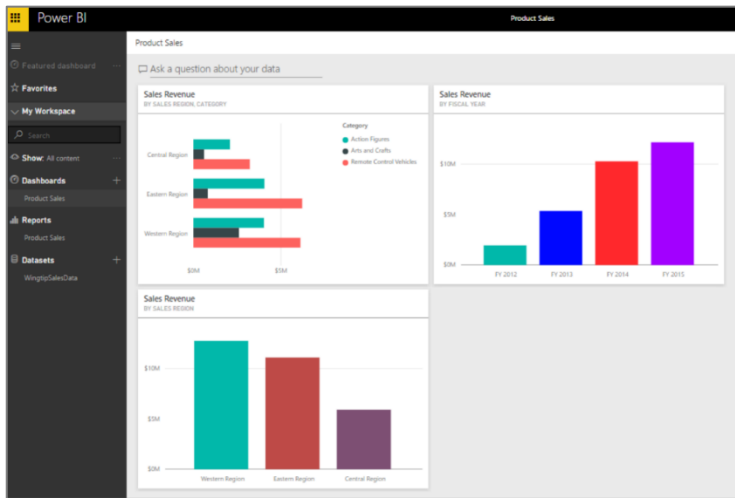 Power BI
Product Sales
Featured dashboard
Favorites
My Workspace
Search
Show: All content
Dashboards
Product Sales
Reports
Product Sales
Datasets
WingtipSalesData
Product Sales
Ask a question about your data
Sales Revenue
BY SALES REGION, CATEGORY
Category
Action Figures
Arts and Crafts
Remote Control Vehicles
Central Region
Eastern Region
Western Region
$0M $5M
Sales Revenue
BY FISCAL YEAR
$10M
$5M
$0M
FY 2012 FY 2013 FY 2014 FY 2015
Sales Revenue
BY SALES REGION
$10M
$5M
$0M
Western Region Eastern Region Central Region